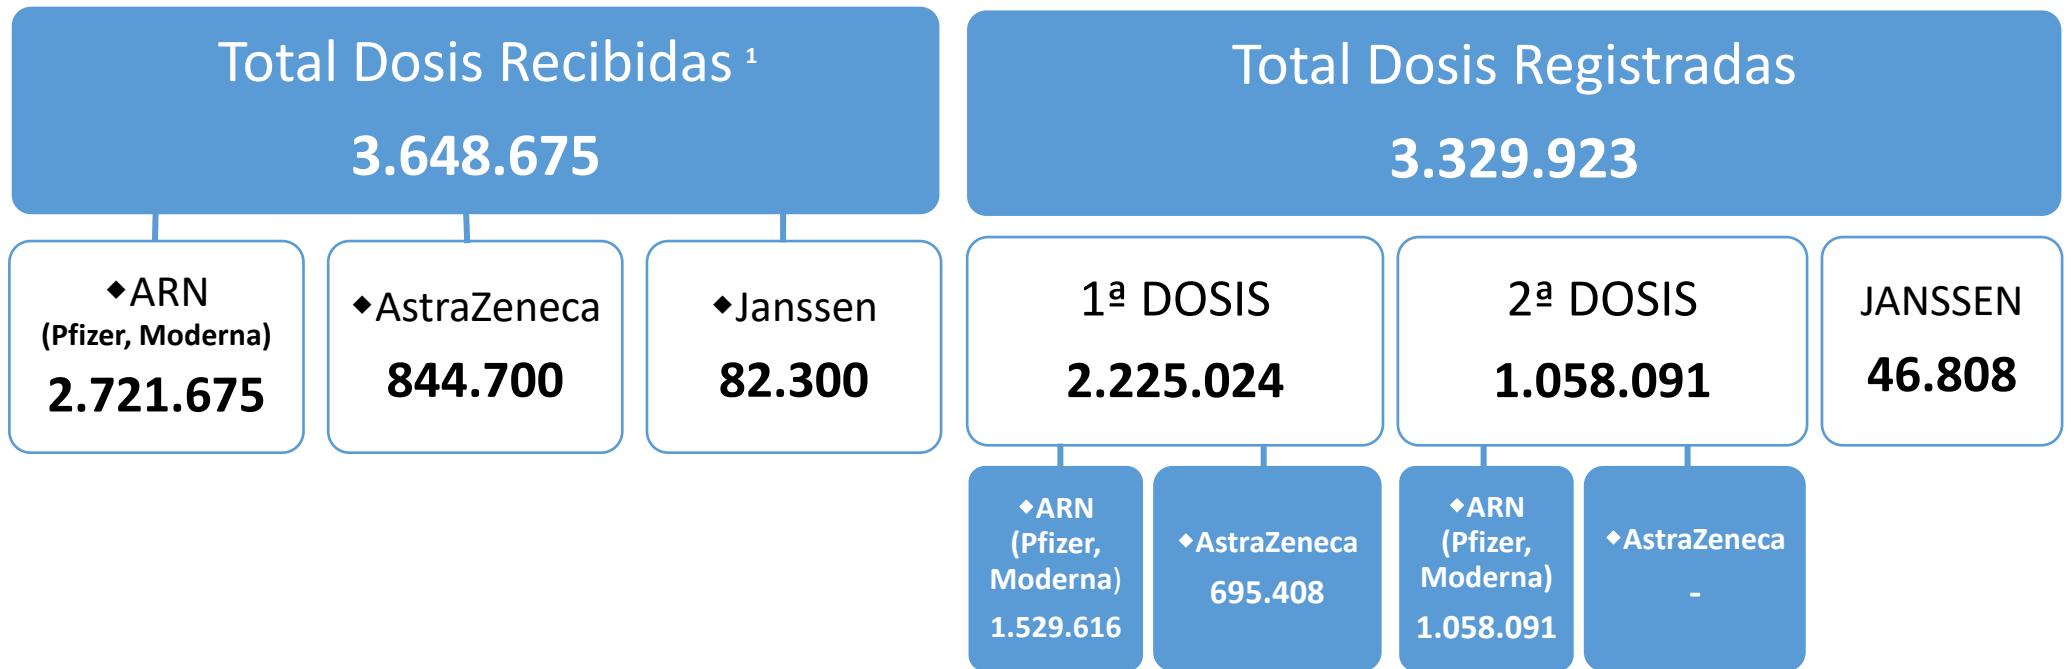 Total Dosis Recibidas 1
3.648.675
◆ARN
(Pfizer, Moderna)
2.721.675
◆AstraZeneca
844.700
◆Janssen
82.300
Total Dosis Registradas
3.329.923
1ª DOSIS
2.225.024
◆ARN
(Pfizer,
Moderna)
1.529.616
◆AstraZeneca
695.408
2ª DOSIS
1.058.091
◆ARN
(Pfizer,
Moderna)
1.058.091
◆AstraZeneca
-
JANSSEN
46.808